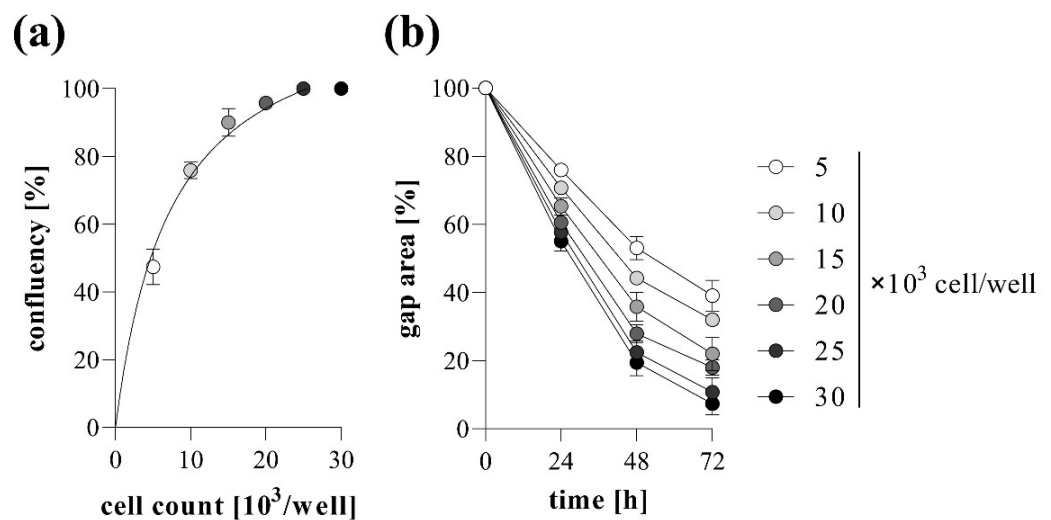 (a)
confluency [%]
100
80
60
40
20
0
0 10 20 30
cell count [10³/well]
(b)
gap area [%]
100
80
60
40
20
0
0 24 48 72
time [h]
5
10
15
20
25
30
×10³ cell/well